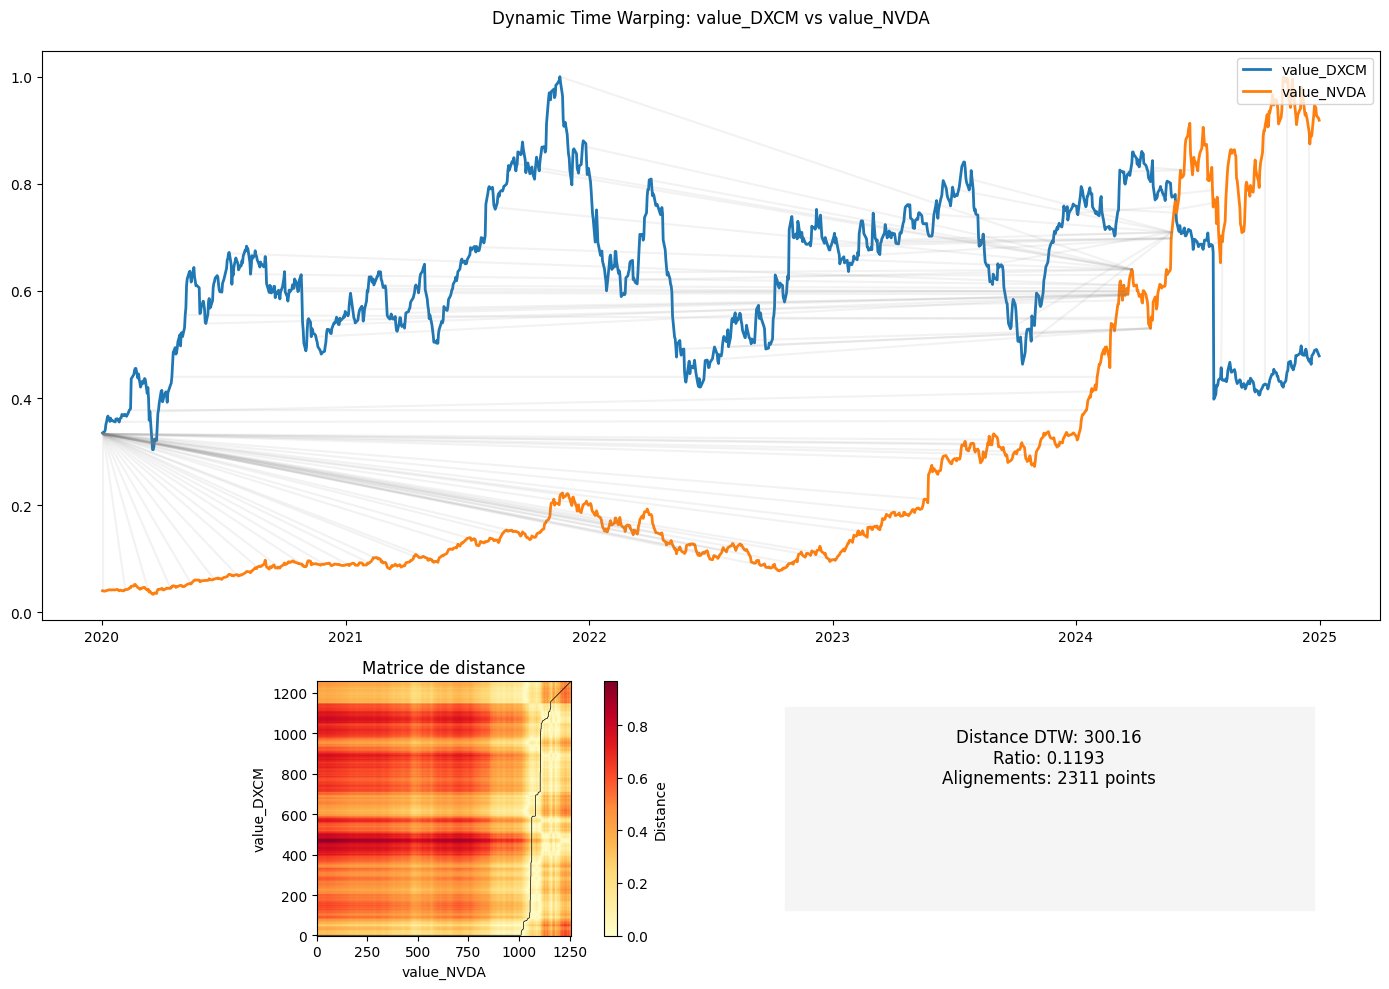 Dynamic Time Warping: value_DXCM vs value_NVDA
value_DXCM
value_NVDA
1.0
0.8
0.6
0.4
0.2
0.0
2020 2021 2022 2023 2024 2025
Matrice de distance
value_DXCM
1200
1000
800
600
400
200
0
0 250 500 750 1000 1250
value_NVDA
0.8
0.6
0.4
0.2
0.0
Distance
Distance DTW: 300.16
Ratio: 0.1193
Alignements: 2311 points